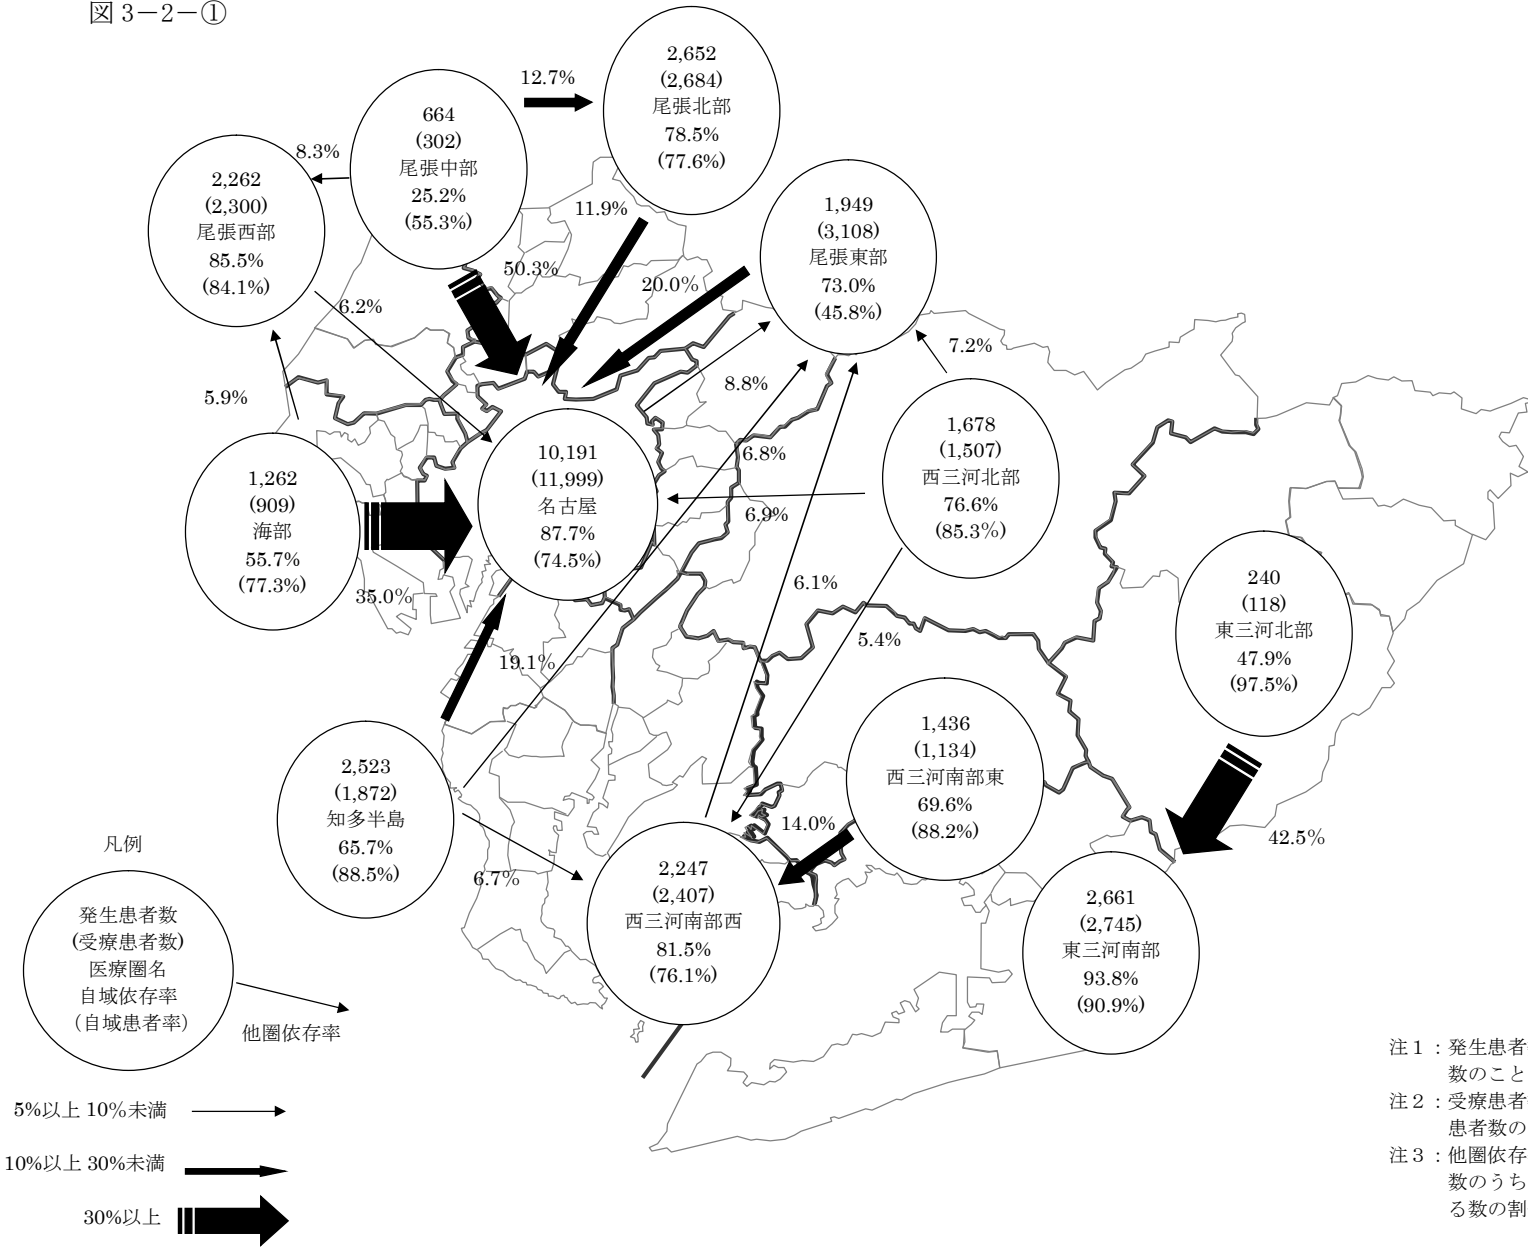 図 3－2－①
2,652
(2,684)
尾張北部
78.5%
(77.6%)
12.7%
664
(302)
尾張中部
25.2%
(55.3%)
8.3%
2,262
(2,300)
尾張西部
85.5%
(84.1%)
11.9%
1,949
(3,108)
尾張東部
73.0%
(45.8%)
50.3%
20.0%
6.2%
7.2%
8.8%
5.9%
1,678
(1,507)
西三河北部
76.6%
(85.3%)
10,191
(11,999)
名古屋
87.7%
(74.5%)
6.8%
6.9%
1,262
(909)
海部
55.7%
(77.3%)
35.0%
6.1%
240
(118)
東三河北部
47.9%
(97.5%)
5.4%
19.1%
1,436
(1,134)
西三河南部東
69.6%
(88.2%)
2,523
(1,872)
知多半島
65.7%
(88.5%)
14.0%
42.5%
6.7%
2,247
(2,407)
西三河南部西
81.5%
(76.1%)
2,661
(2,745)
東三河南部
93.8%
(90.9%)
凡例
発生患者数
(受療患者数)
医療圏名
自域依存率
（自域患者率）
他圏依存率
5%以上 10%未満
10%以上 30%未満
30%以上
注１：発生患者
数のこと
注２：受療患者
患者数の
注３：他圏依存
数のうち
る数の割